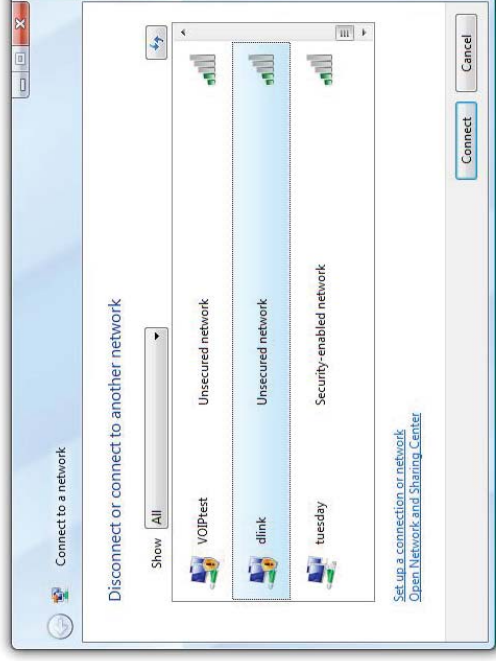 Connect to a network
Disconnect or connect to another network
Show All
VOIPtest Unsecured network
dlink Unsecured network
tuesday Security-enabled network
Set up a connection or network
Open Network and Sharing Center
Connect Cancel